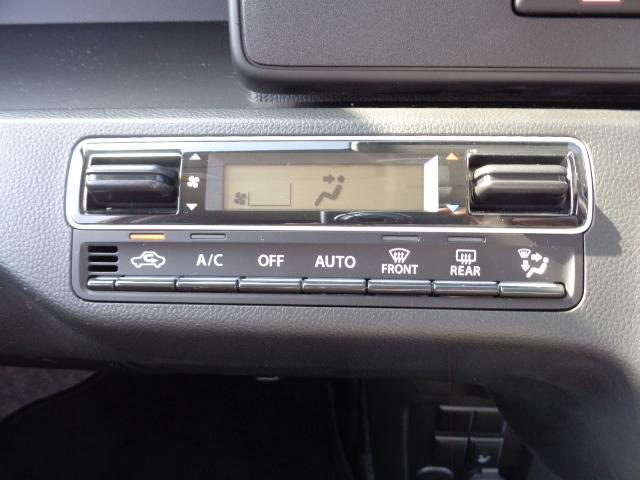 A/C OFF AUTO FRONT REAR